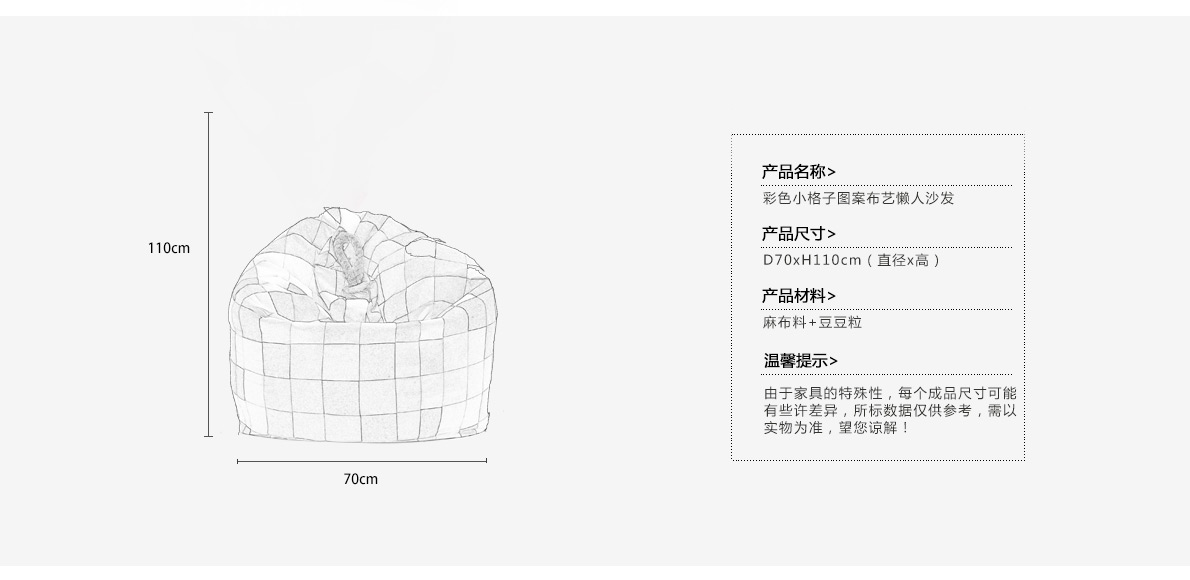 110cm
70cm
产品名称>
彩色小格子图案布艺懒人沙发
产品尺寸>
D70xH110cm（直径x高）
产品材料>
麻布料+豆豆粒
温馨提示>
由于家具的特殊性，每个成品尺寸可能
有些许差异，所标数据仅供参考，需以
实物为准，望您谅解！